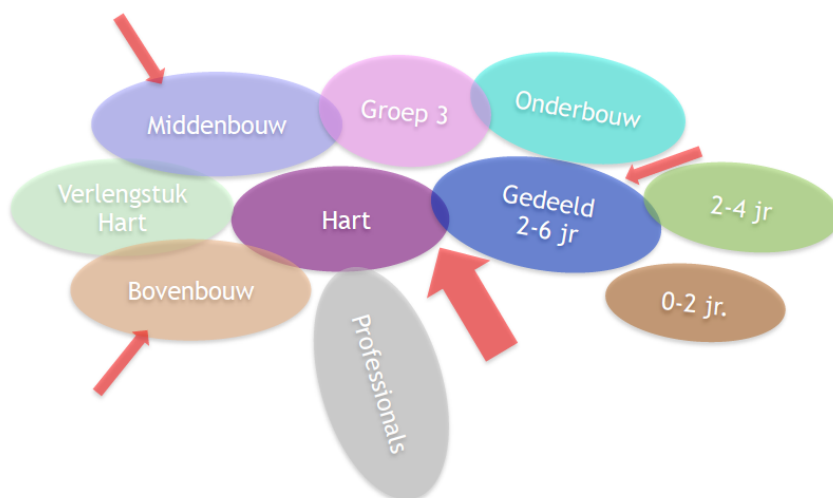 Middenbouw
Groep 3
Onderbouw
Verlengstuk
Hart
Hart
Gedeeld
2-6 jr
2-4 jr
Bovenbouw
0-2 jr.
Professionals